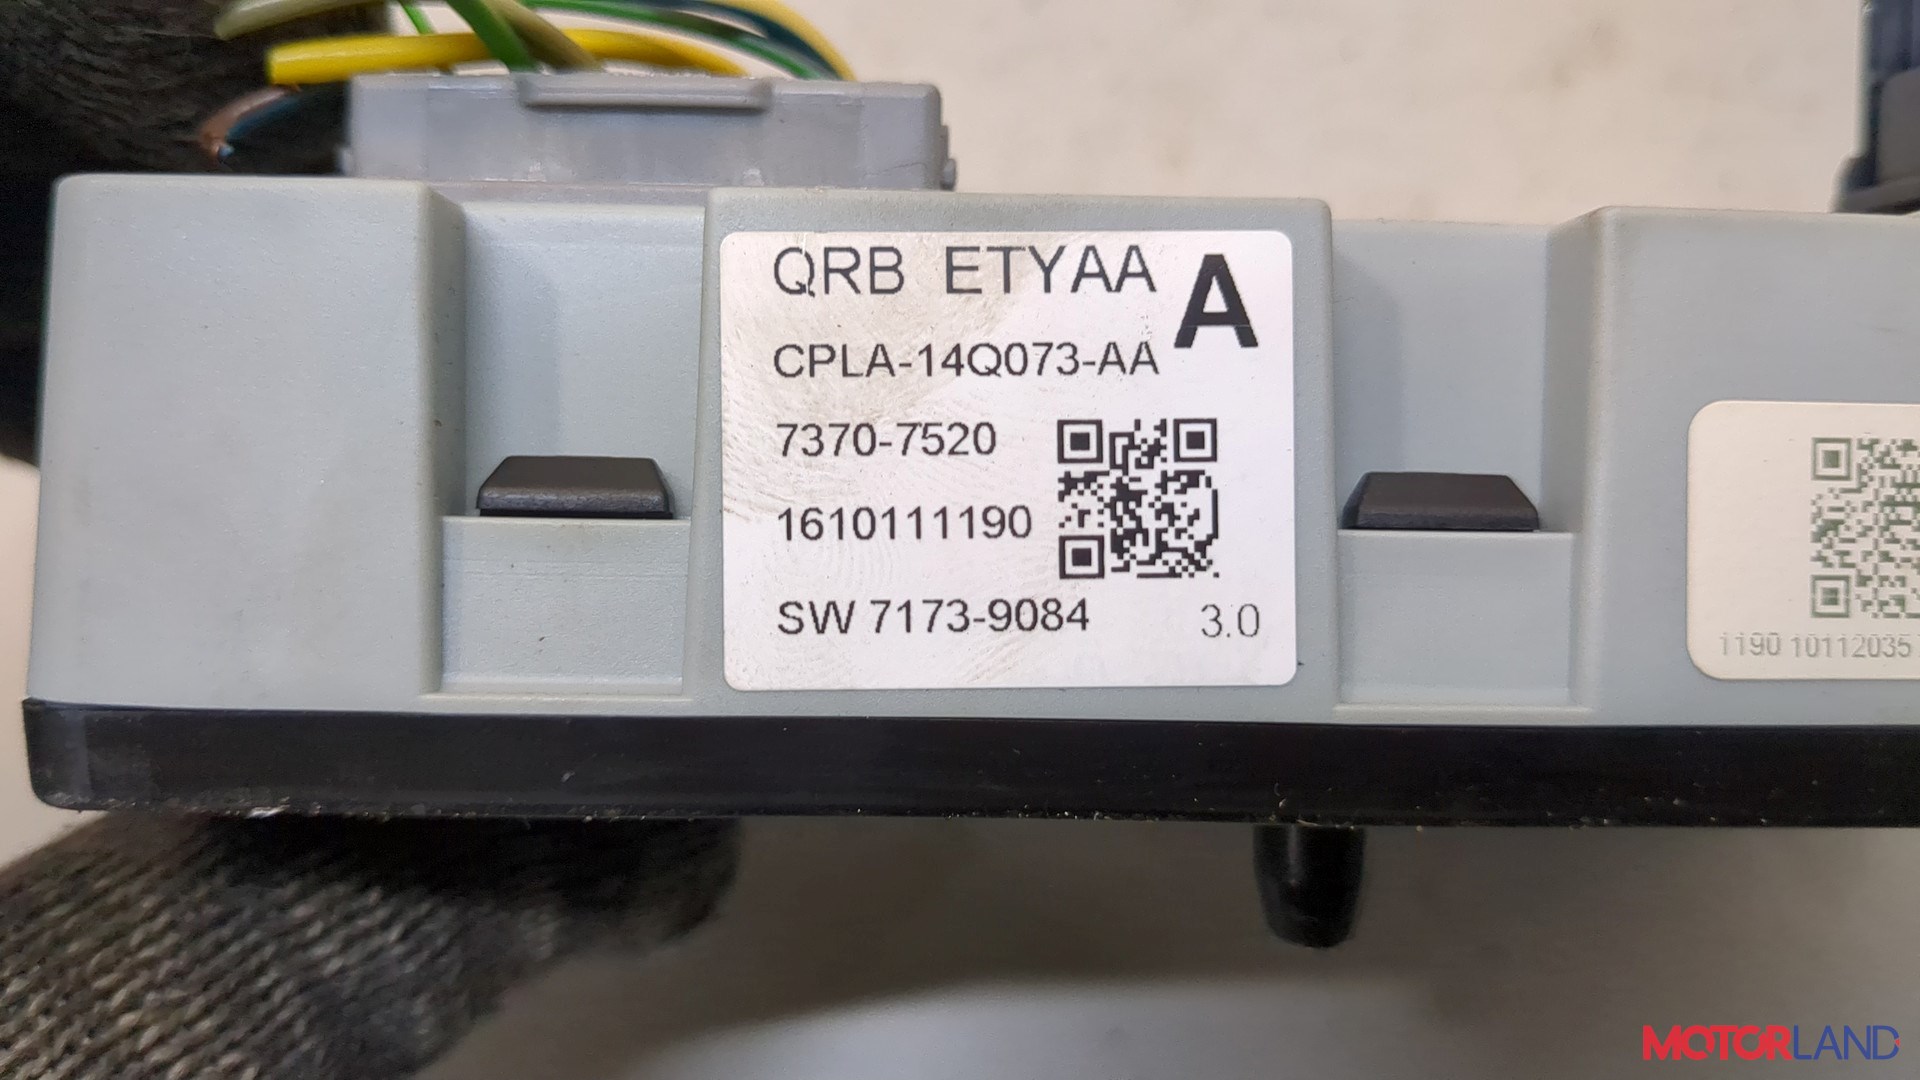 QRB ETYAA A
CPLA-14Q073-AA
7370-7520
1610111190
SW 7173-9084 3.0
1190 10112035
MOTORLAND